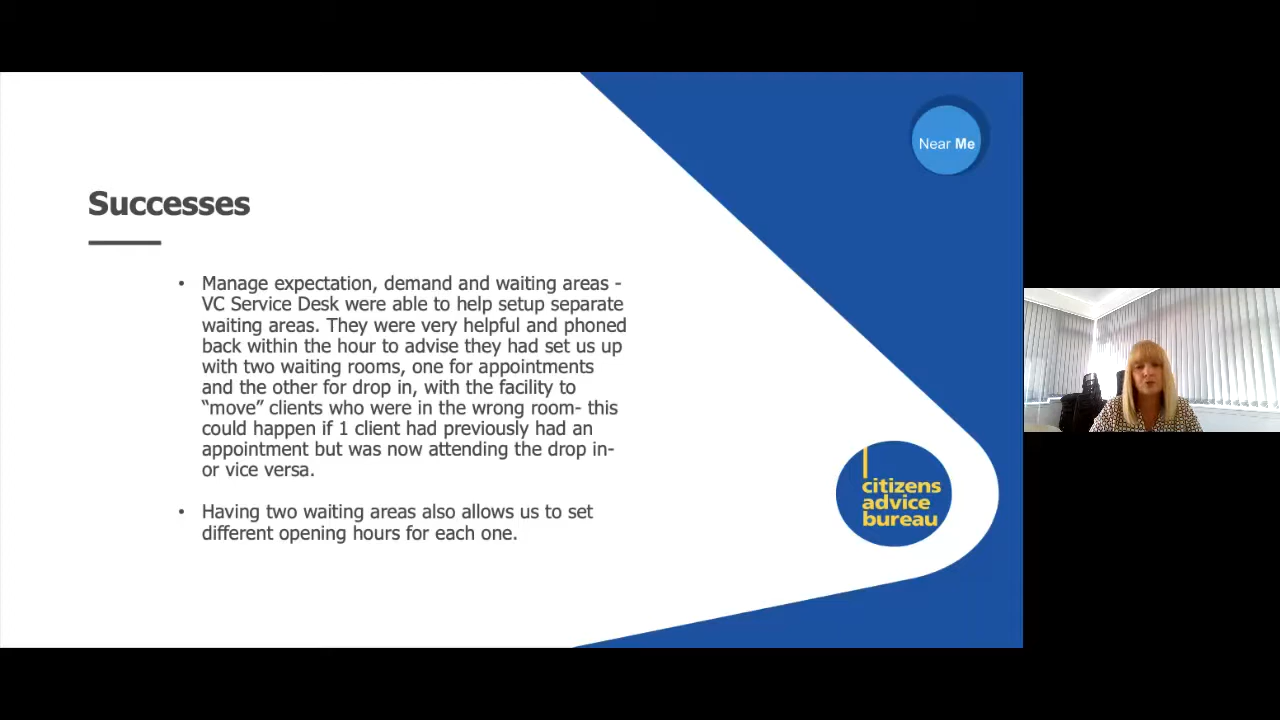 Near Me
Successes
• Manage expectation, demand and waiting areas -
VC Service Desk were able to help setup separate
waiting areas. They were very helpful and phoned
back within the hour to advise they had set us up
with two waiting rooms, one for appointments
and the other for drop in, with the facility to
“move” clients who were in the wrong room- this
could happen if 1 client had previously had an
appointment but was now attending the drop in-
or vice versa.
• Having two waiting areas also allows us to set
different opening hours for each one.
citizens
advice
bureau